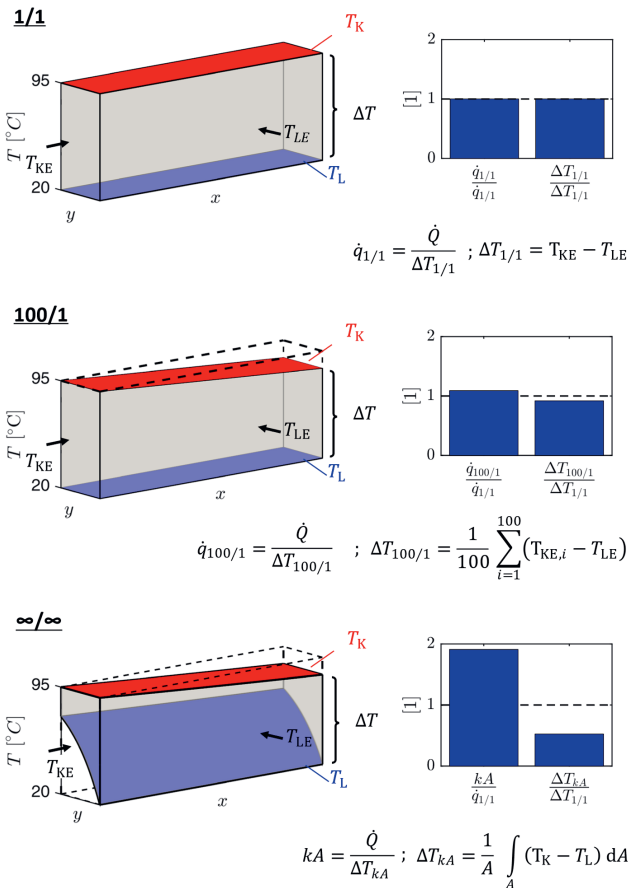 1/1
T_K
95
T [°C]
T_KE
T_LE
ΔT
20
T_L
y
x
2
[1]
1
0
q̇_1/1 / q̇_1/1
ΔT_1/1 / ΔT_1/1
q̇_1/1 = Q̇ / ΔT_1/1 ; ΔT_1/1 = T_KE − T_LE
100/1
T_K
95
T [°C]
T_KE
T_LE
ΔT
20
T_L
y
x
2
[1]
1
0
q̇_100/1 / q̇_1/1
ΔT_100/1 / ΔT_1/1
q̇_100/1 = Q̇ / ΔT_100/1 ; ΔT_100/1 = 1/100 ∑_{i=1}^{100} (T_KE,i − T_LE)
∞/∞
T_K
95
T [°C]
T_KE
T_LE
ΔT
20
T_L
y
x
2
[1]
1
0
kA / q̇_1/1
ΔT_kA / ΔT_1/1
kA = Q̇ / ΔT_kA ; ΔT_kA = 1/A ∫_A (T_K − T_L) dA